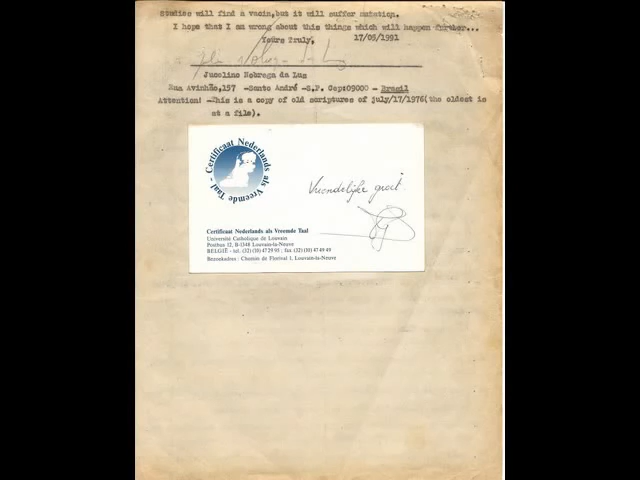 Studies will find a vacin,but it will suffer mutation.
I hope that I am wrong about this things which will happen further...
Yours Truly, 17/05/1991
Jucelino Nobrega da Luz
Rua Avinhão,157 -Santo André -S.P. Cep:09000 - Brasil
Attention! -This is a copy of old scriptures of july/17/1976(the oldest is
at a file).
Certificaat Nederlands als Vreemde Taal -
Vriendelijke groet.
Certificaat Nederlands als Vreemde Taal
Université Catholique de Louvain
Postbus 12, B-1348 Louvain-la-Neuve
BELGIË - tel. (32) (10) 47 29 95 ; fax (32) (10) 47 49 49
Bezoekadres : Chemin de Florival 1, Louvain-la-Neuve